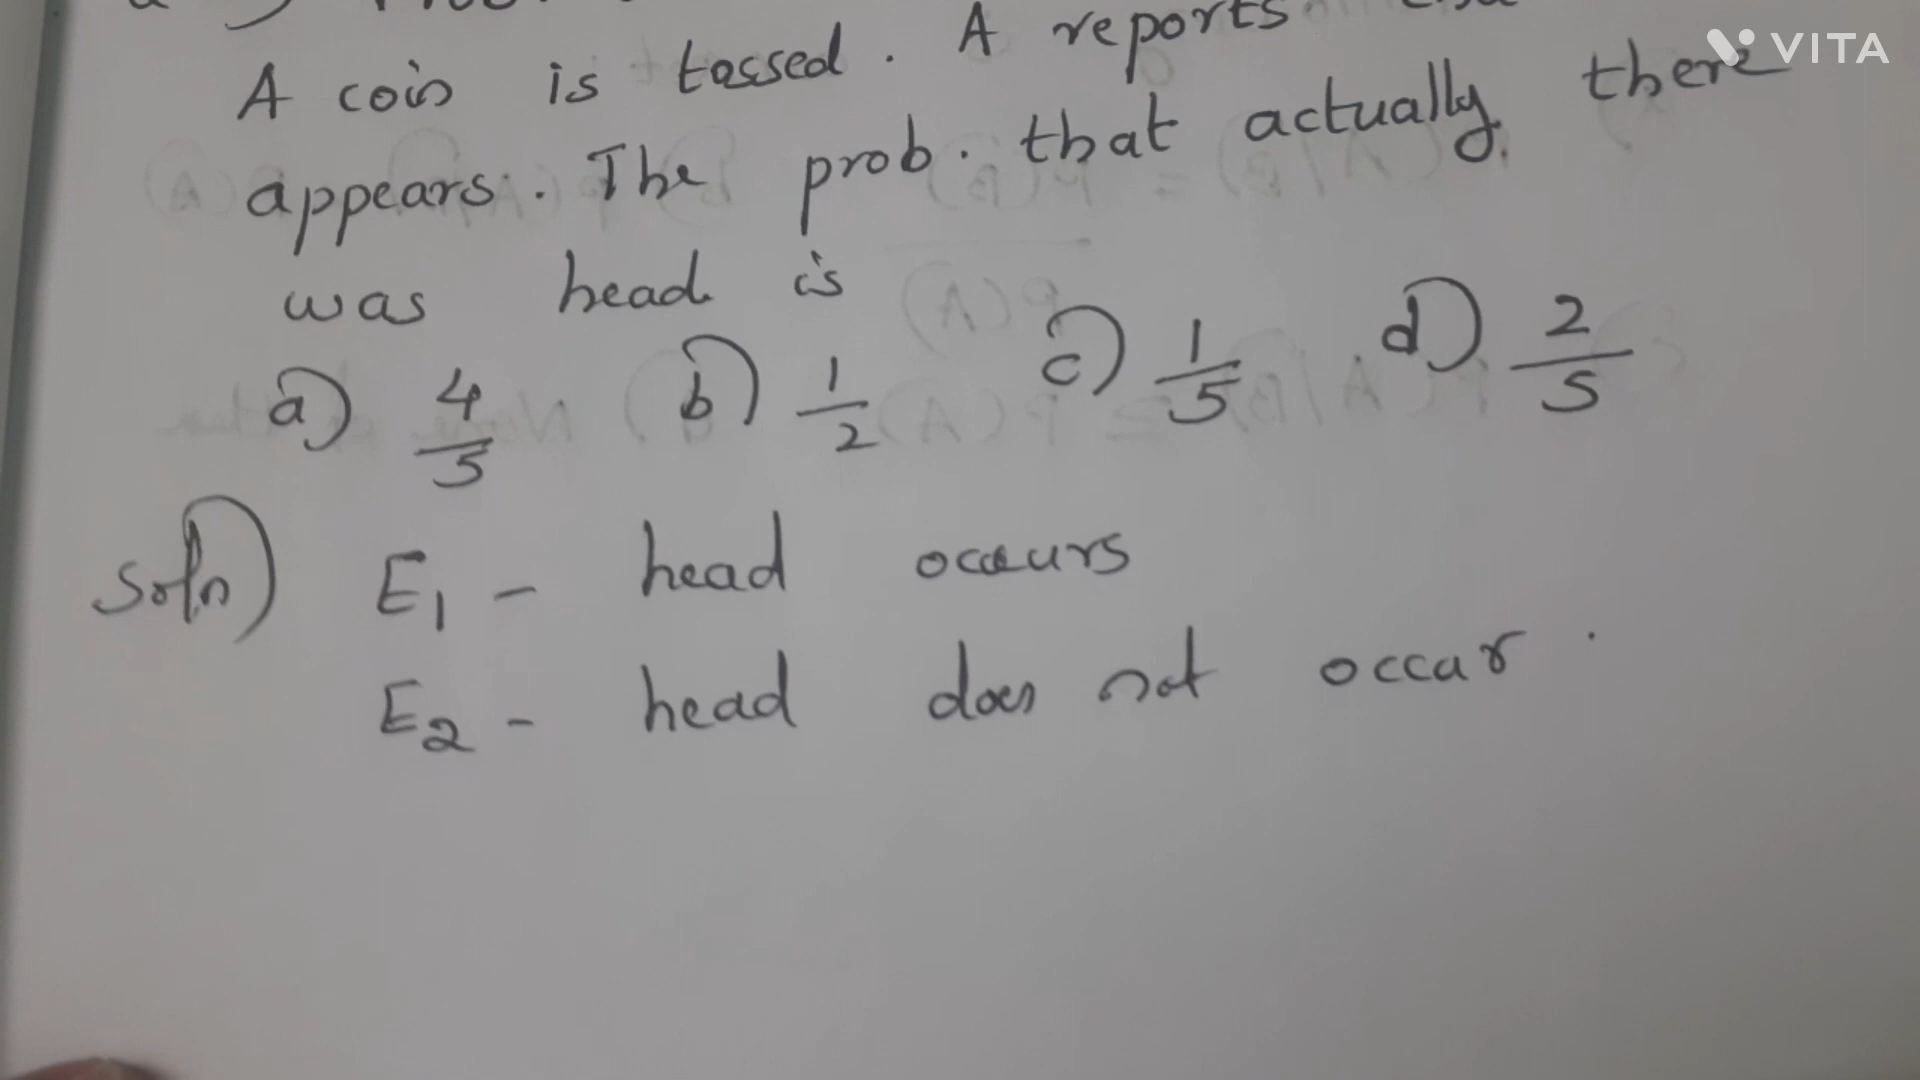 A coin is tossed. A reports
appears. The prob. that actually there
was head is
a) 4/5 b) 1/2 c) 1/5 d) 2/5
Soln) E1 - head occurs
E2 - head does not occur.
VITA